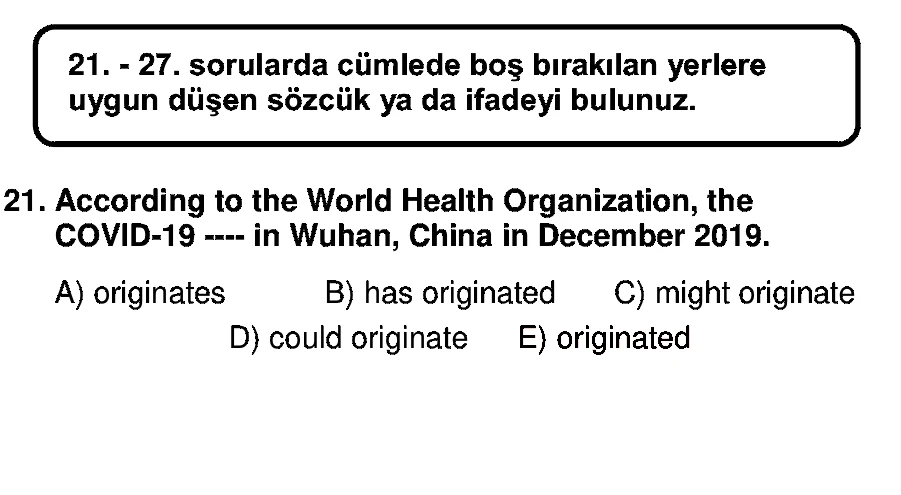 21. - 27. sorularda cümlede boş bırakılan yerlere
uygun düşen sözcük ya da ifadeyi bulunuz.
21. According to the World Health Organization, the
COVID-19 ---- in Wuhan, China in December 2019.
A) originates B) has originated C) might originate
D) could originate E) originated